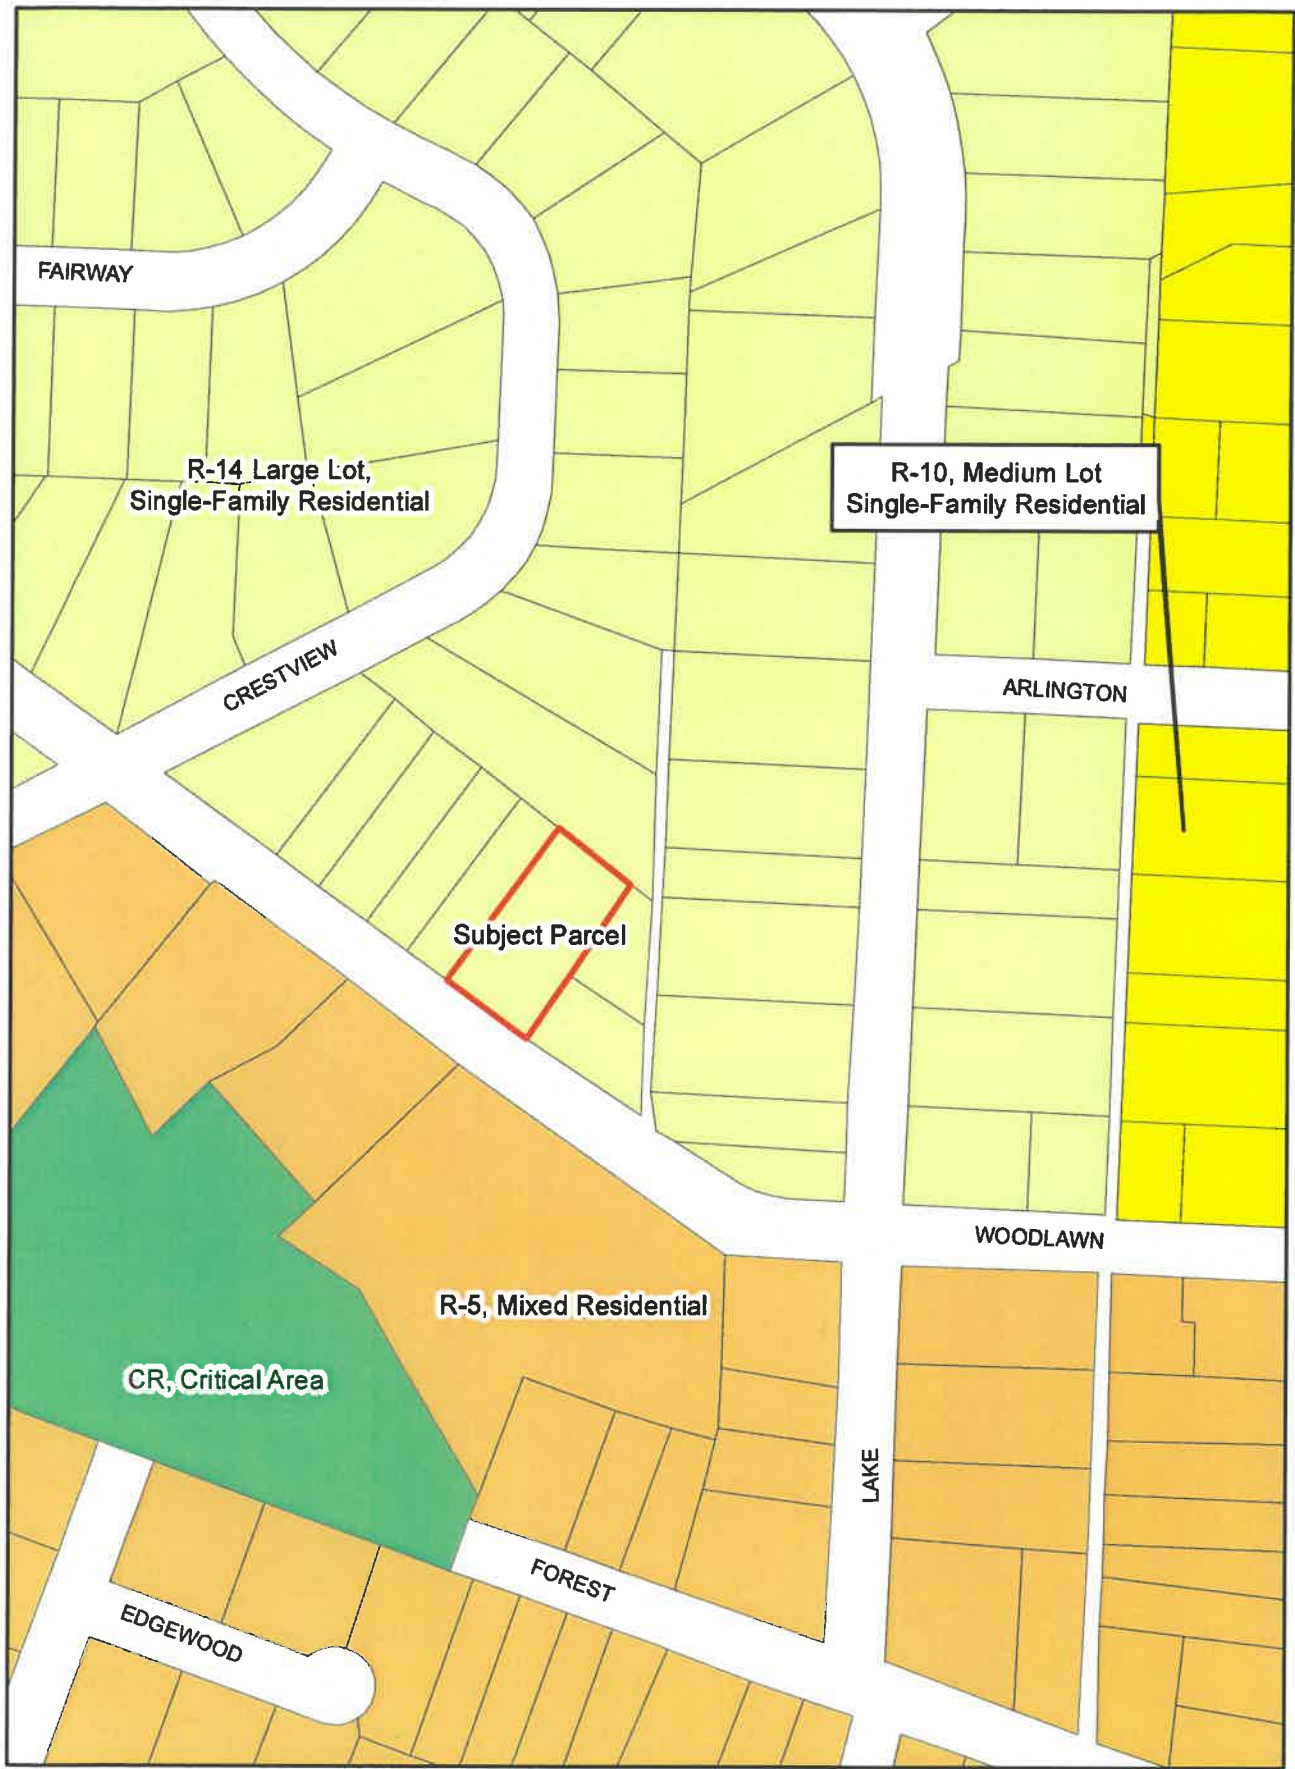 FAIRWAY
R-14 Large Lot,
Single-Family Residential
R-10, Medium Lot
Single-Family Residential
CRESTVIEW
ARLINGTON
Subject Parcel
WOODLAWN
R-5, Mixed Residential
CR, Critical Area
LAKE
FOREST
EDGEWOOD